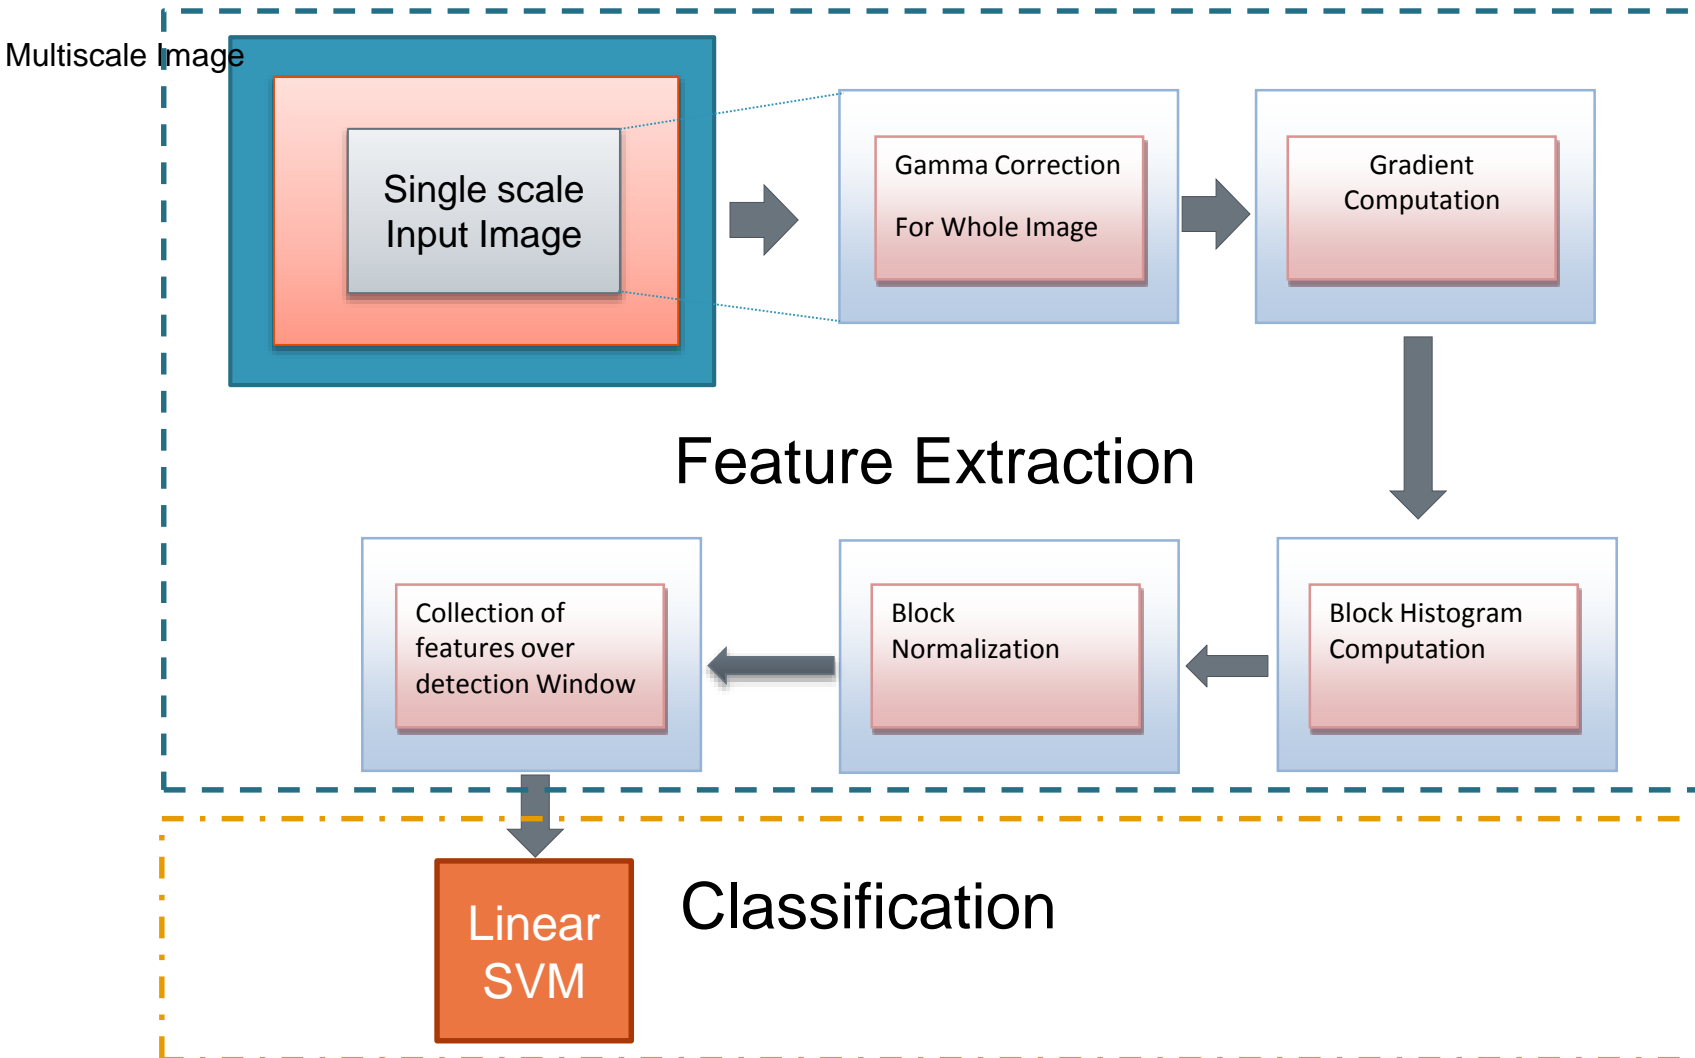 Multiscale Image
Single scale
Input Image
Gamma Correction
For Whole Image
Gradient
Computation
Feature Extraction
Collection of
features over
detection Window
Block
Normalization
Block Histogram
Computation
Linear
SVM
Classification